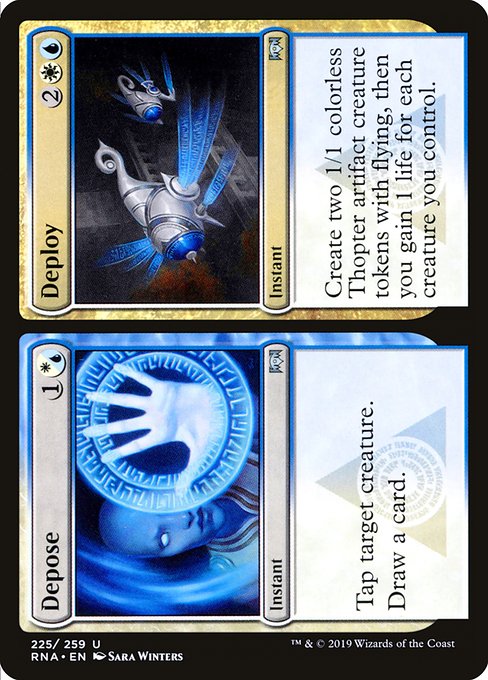 Deploy 2
Instant
Create two 1/1 colorless
Thopter artifact creature
tokens with flying, then
you gain 1 life for each
creature you control.
Depose 1
Instant
Tap target creature.
Draw a card.
225/259 U
RNA • EN Sara Winters
™ & © 2019 Wizards of the Coast